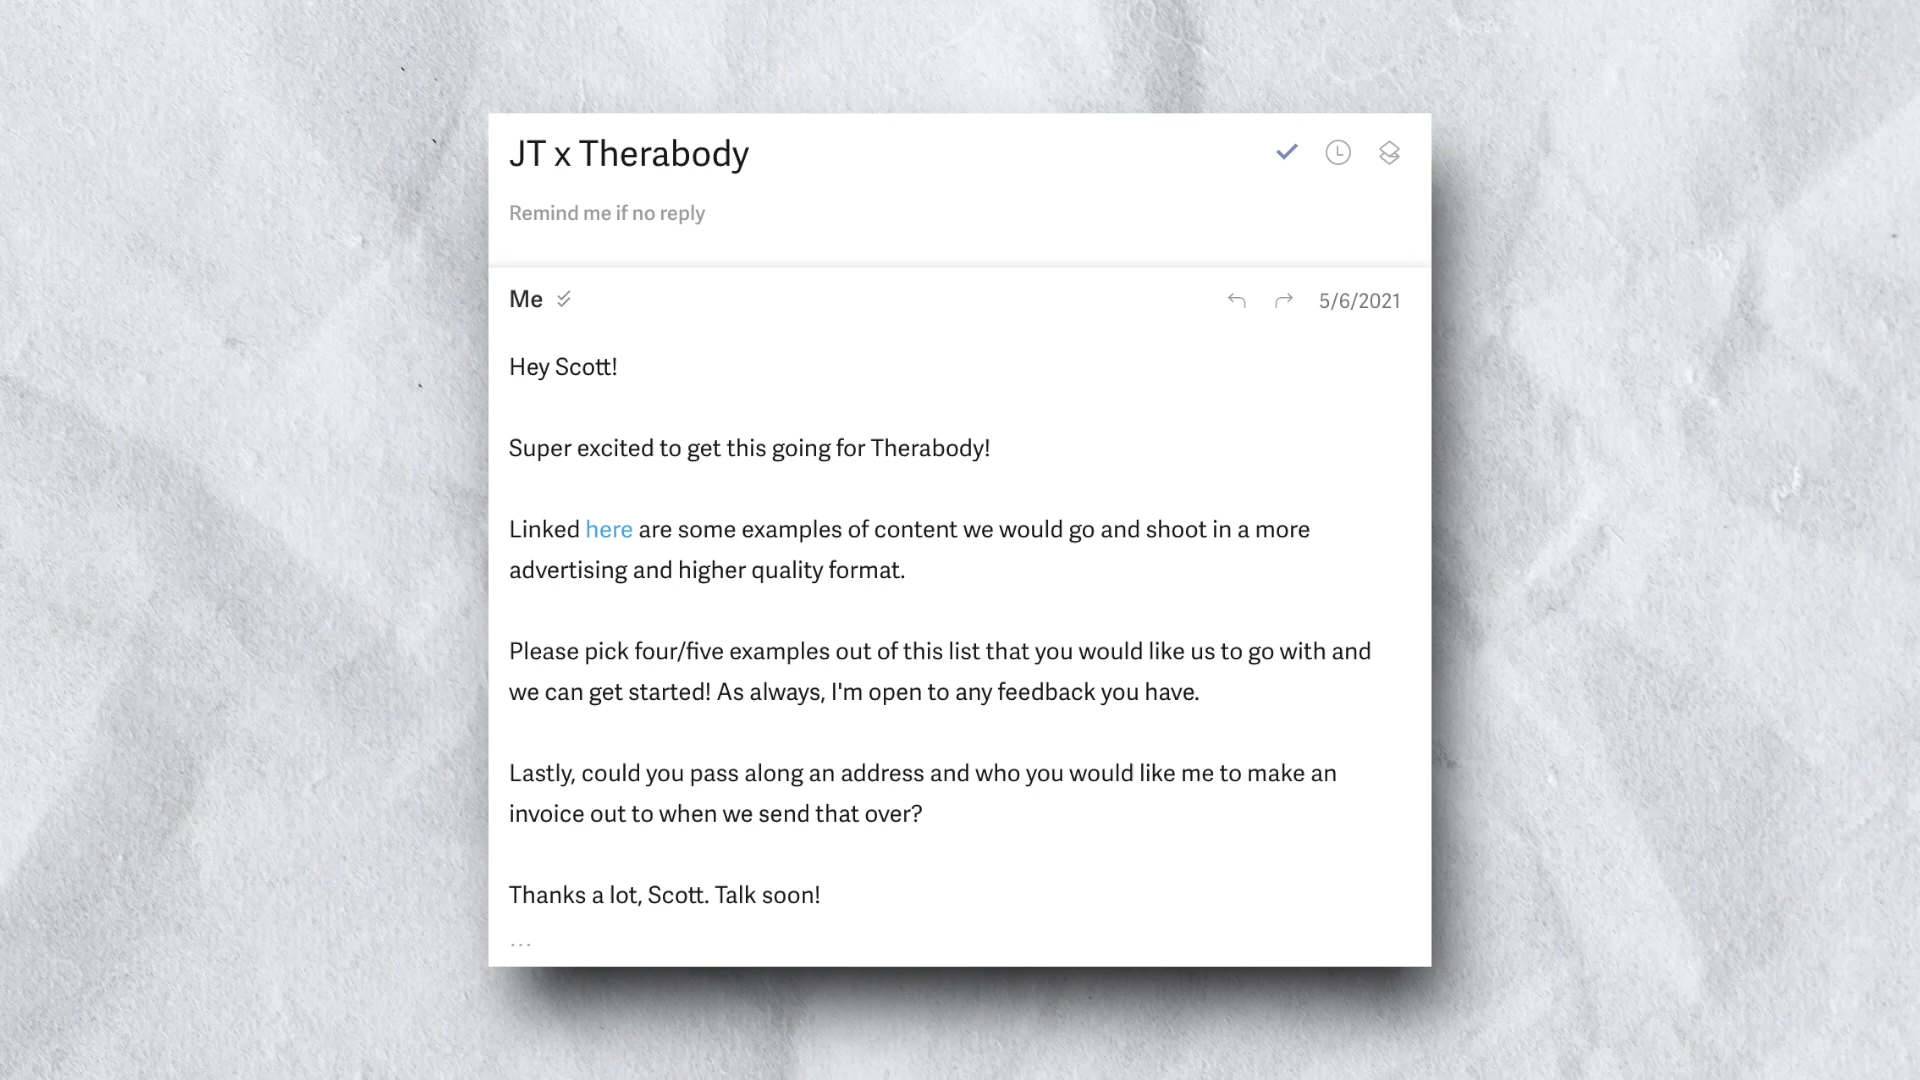 JT x Therabody
Remind me if no reply
Me
5/6/2021
Hey Scott!
Super excited to get this going for Therabody!
Linked here are some examples of content we would go and shoot in a more
advertising and higher quality format.
Please pick four/five examples out of this list that you would like us to go with and
we can get started! As always, I'm open to any feedback you have.
Lastly, could you pass along an address and who you would like me to make an
invoice out to when we send that over?
Thanks a lot, Scott. Talk soon!
...